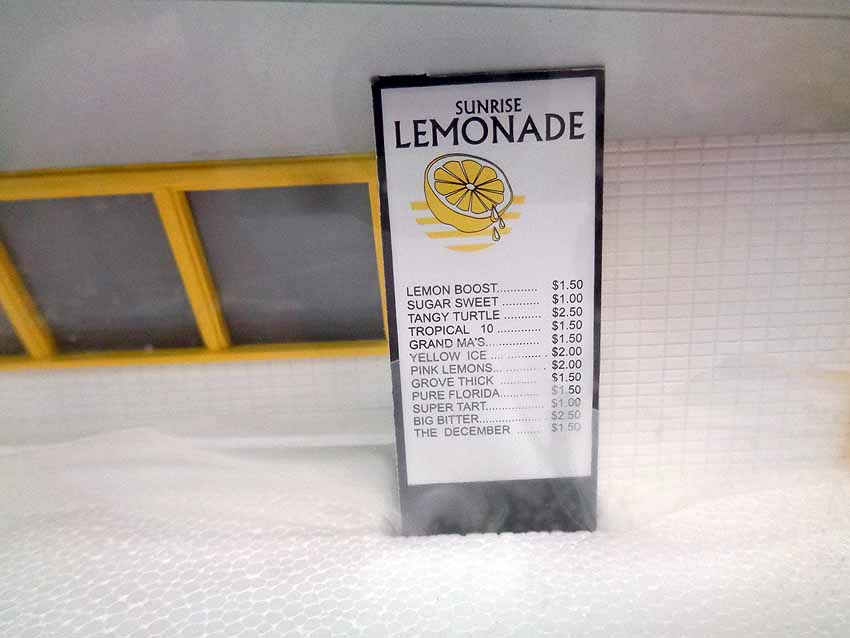 SUNRISE
LEMONADE
LEMON BOOST............ $1.50
SUGAR SWEET ........... $1.00
TANGY TURTLE ........... $2.50
TROPICAL 10 ............. $1.50
GRAND MA'S................ $1.50
YELLOW ICE .... ........... . $2.00
PINK LEMONS............ . $2.00
GROVE THICK .......... $1.50
PURE FLORIDA........... $1.50
SUPER TART................ $1.00
BIG BITTER................. $2.50
THE DECEMBER ....... $1.50